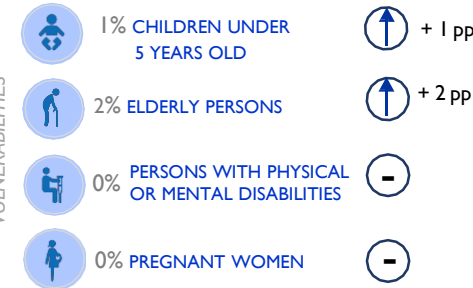 1% CHILDREN UNDER
5 YEARS OLD
+ 1 pp
2% ELDERLY PERSONS
+ 2 pp
0% PERSONS WITH PHYSICAL
OR MENTAL DISABILITIES
-
0% PREGNANT WOMEN
-